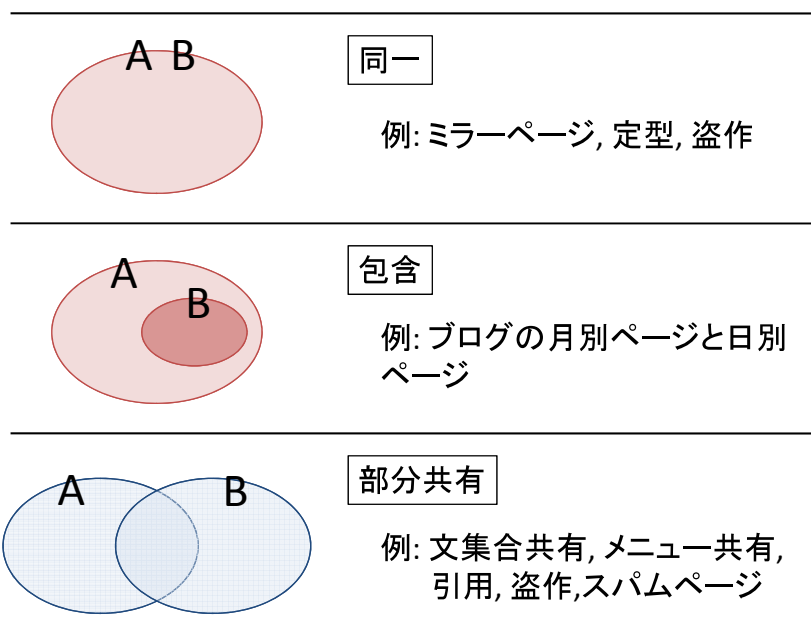 A B
同一
例: ミラーページ, 定型, 盗作
A
B
包含
例: ブログの月別ページと日別
ページ
A
B
部分共有
例: 文集合共有, メニュー共有,
引用, 盗作,スパムページ